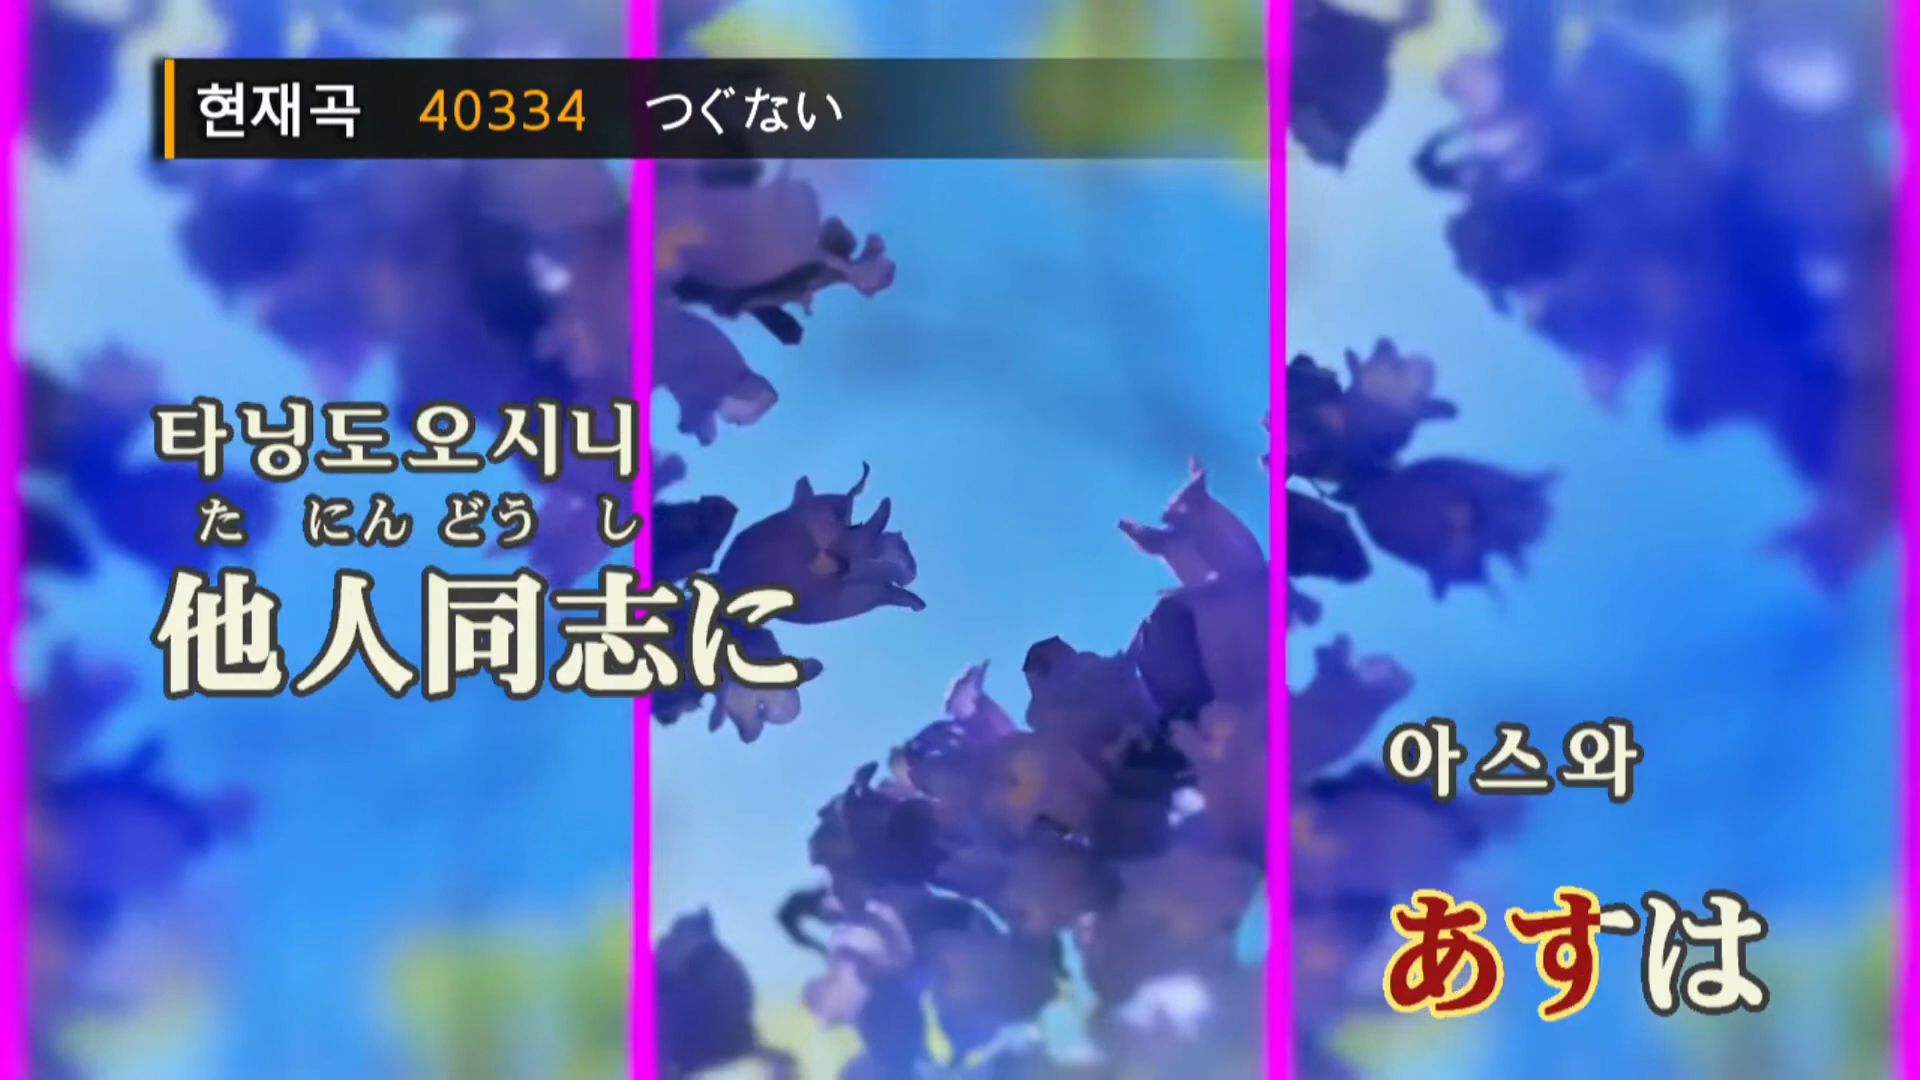 현재곡 40334 つぐない
타닝도오시니
た にん どう し
他人同志に
아스와
あすは